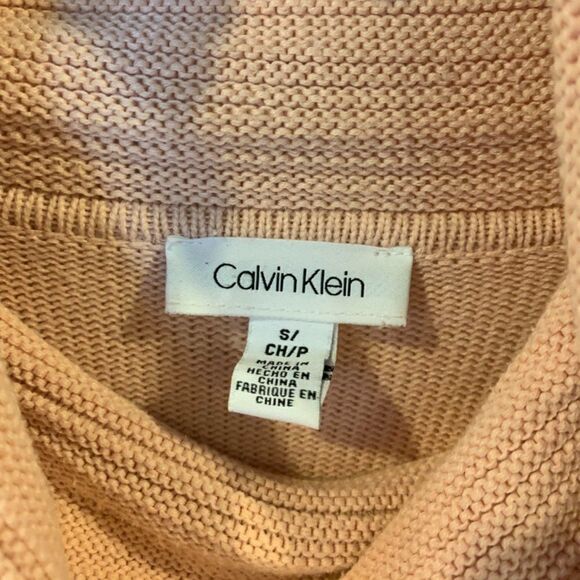 Calvin Klein
S/
CH/P
MADE IN
CHINA
HECHO EN
CHINA
FABRIQUE EN
CHINE